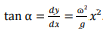 tan α = dy/dx = ω²/g x².